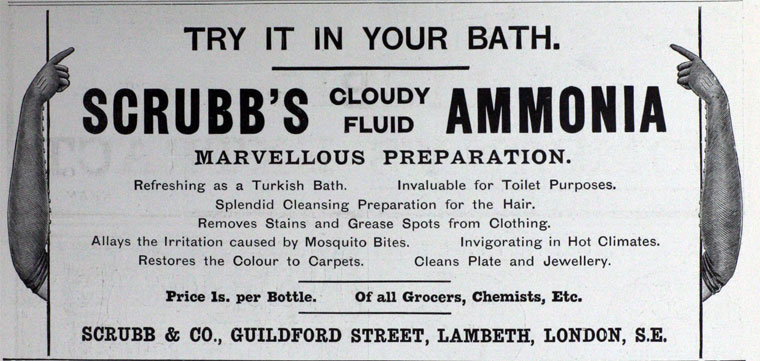 TRY IT IN YOUR BATH.
SCRUBB'S CLOUDY FLUID AMMONIA
MARVELLOUS PREPARATION.
Refreshing as a Turkish Bath. Invaluable for Toilet Purposes.
Splendid Cleansing Preparation for the Hair.
Removes Stains and Grease Spots from Clothing.
Allays the Irritation caused by Mosquito Bites. Invigorating in Hot Climates.
Restores the Colour to Carpets. Cleans Plate and Jewellery.
Price 1s. per Bottle. Of all Grocers, Chemists, Etc.
SCRUBB & CO., GUILDFORD STREET, LAMBETH, LONDON, S.E.